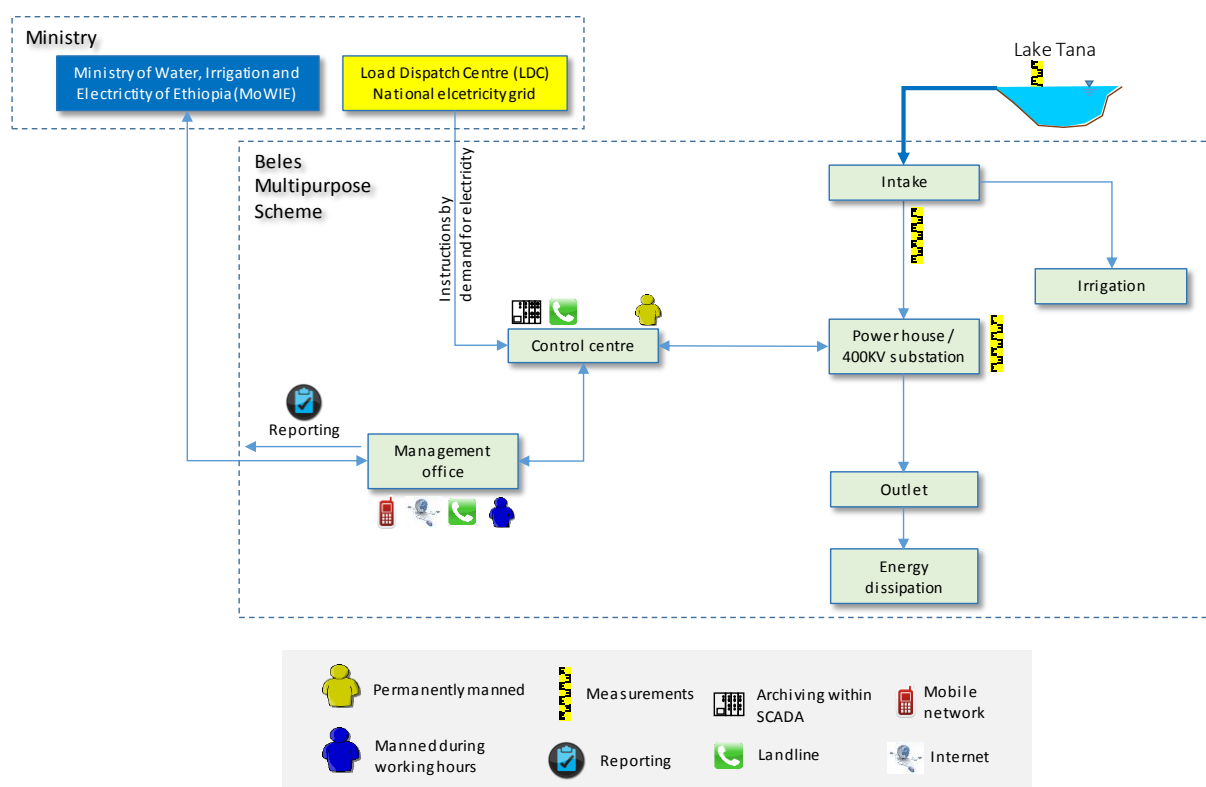 Ministry
Ministry of Water, Irrigation and
Electrictity of Ethiopia (MoWIE)
Load Dispatch Centre (LDC)
National elcetricity grid
Lake Tana
Beles
Multipurpose
Scheme
Instructions by
demand for electridty
Intake
Irrigation
Control centre
Power house /
400KV substation
Reporting
Management
office
Outlet
Energy
dissipation
Permanently manned
Measurements
Archiving within
SCADA
Mobile
network
Manned during
working hours
Reporting
Landline
Internet